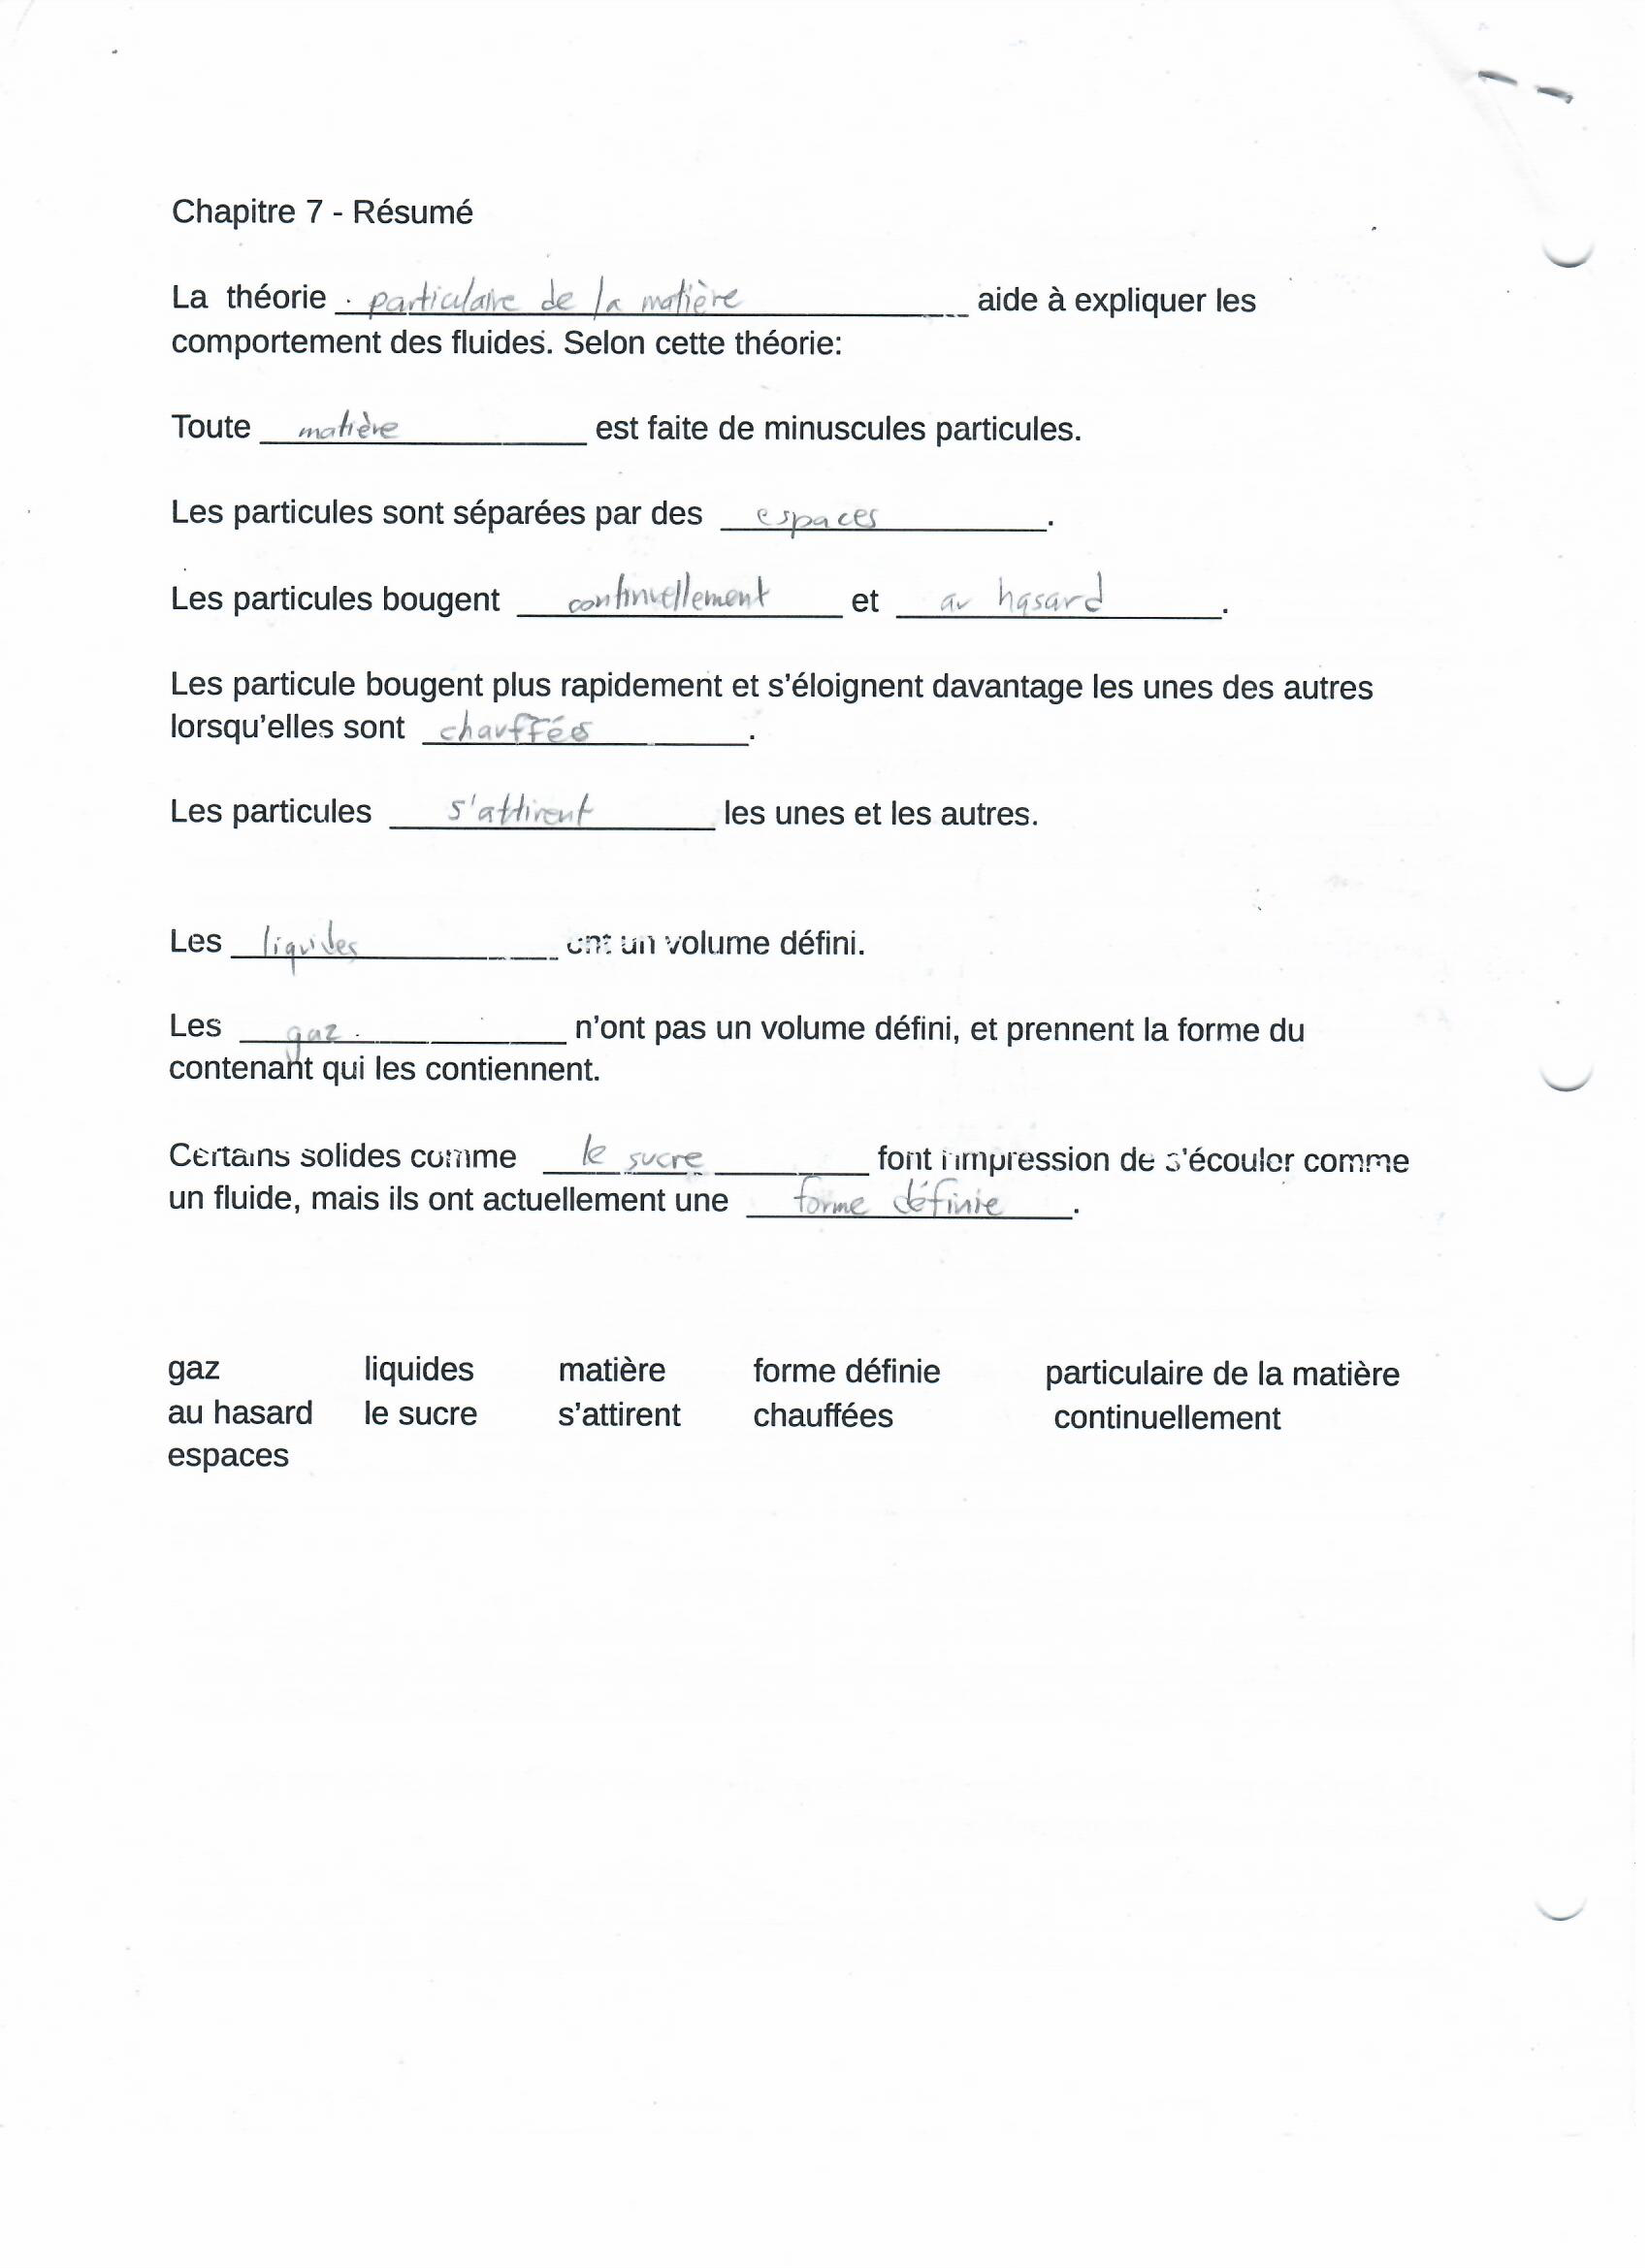 Chapitre 7 - Résumé
La théorie particulaire de la matière aide à expliquer les
comportement des fluides. Selon cette théorie:
Toute matière est faite de minuscules particules.
Les particules sont séparées par des espaces.
Les particules bougent continuellement et au hasard.
Les particule bougent plus rapidement et s'éloignent davantage les unes des autres
lorsqu'elles sont chauffées.
Les particules s'attirent les unes et les autres.
Les liquides ont un volume défini.
Les gaz n'ont pas un volume défini, et prennent la forme du
contenant qui les contiennent.
Certains solides comme le sucre font l'impression de s'écouler comme
un fluide, mais ils ont actuellement une forme définie.
gaz liquides matière forme définie particulaire de la matière
au hasard le sucre s'attirent chauffées continuellement
espaces